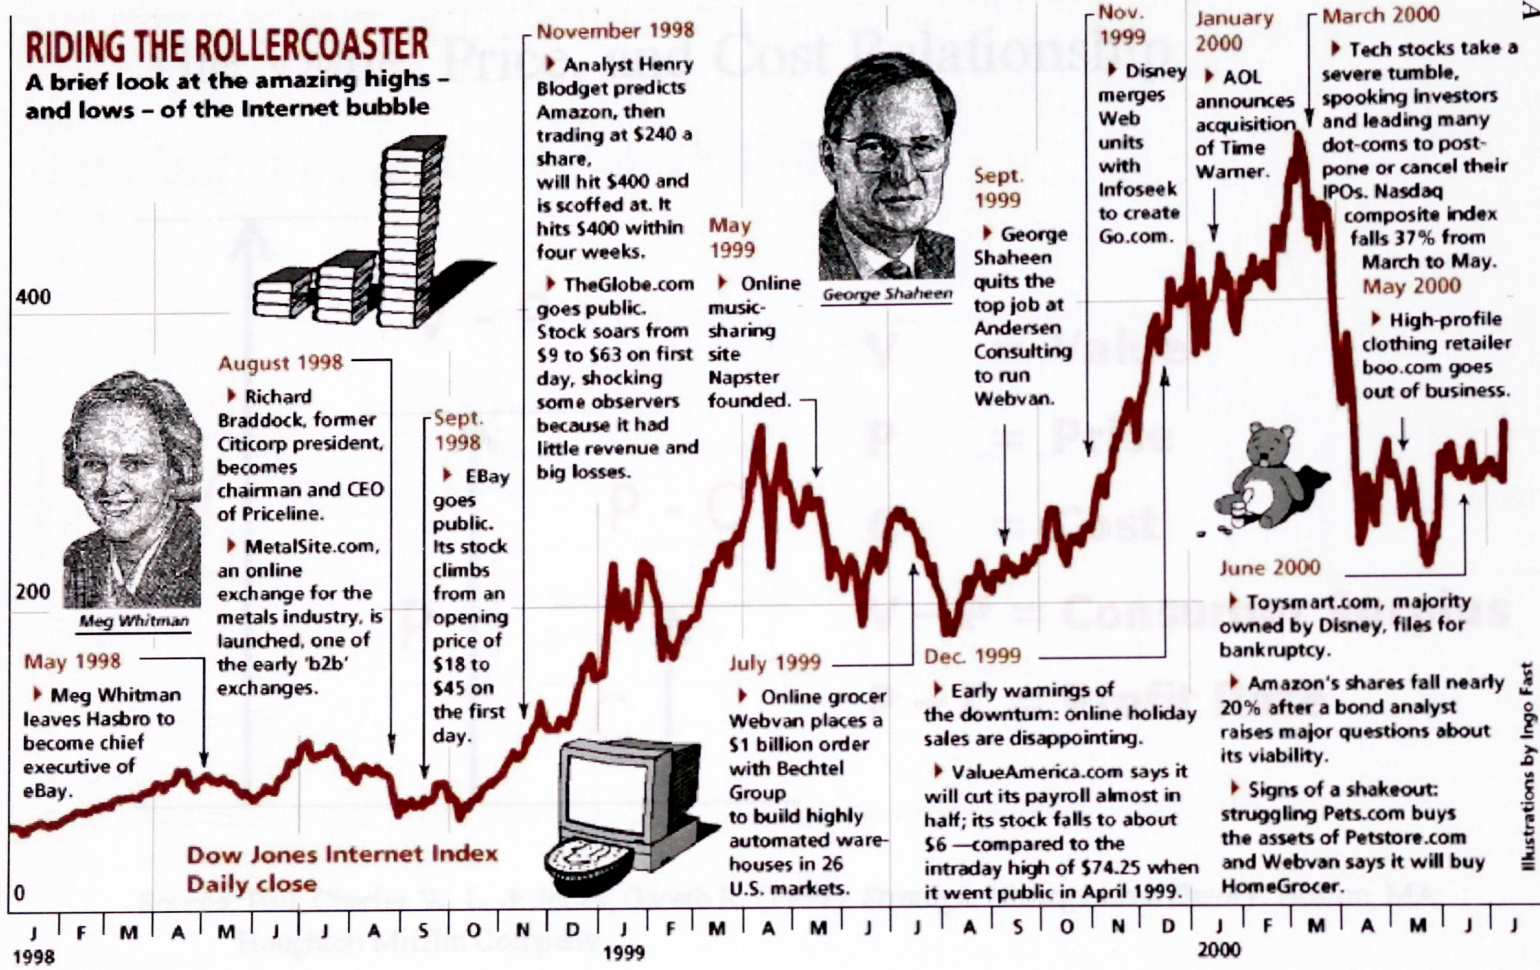 RIDING THE ROLLERCOASTER
A brief look at the amazing highs –
and lows – of the Internet bubble
Price, and Cost Relationship
400
200
0
Meg Whitman
May 1998
Meg Whitman
leaves Hasbro to
become chief
executive of
eBay.
August 1998
Richard
Braddock, former
Citicorp president,
becomes
chairman and CEO
of Priceline.
MetalSite.com,
an online
exchange for the
metals industry, is
launched, one of
the early 'b2b'
exchanges.
Sept.
1998
EBay
goes
public.
Its stock
climbs
from an
opening
price of
$18 to
$45 on
the first
day.
November 1998
Analyst Henry
Blodget predicts
Amazon, then
trading at $240 a
share,
will hit $400 and
is scoffed at. It
hits $400 within
four weeks.
TheGlobe.com
goes public.
Stock soars from
$9 to $63 on first
day, shocking
some observers
because it had
little revenue and
big losses.
May
1999
Online
music-
sharing
site
Napster
founded.
George Shaheen
July 1999
Online grocer
Webvan places a
$1 billion order
with Bechtel
Group
to build highly
automated ware-
houses in 26
U.S. markets.
Sept.
1999
George
Shaheen
quits the
top job at
Andersen
Consulting
to run
Webvan.
Nov.
1999
Disney
merges
Web
units
with
Infoseek
to create
Go.com.
Dec. 1999
Early warnings of
the downturn: online holiday
sales are disappointing.
ValueAmerica.com says it
will cut its payroll almost in
half; its stock falls to about
$6 —compared to the
intraday high of $74.25 when
it went public in April 1999.
January
2000
AOL
announces
acquisition
of Time
Warner.
March 2000
Tech stocks take a
severe tumble,
spooking investors
and leading many
dot-coms to post-
pone or cancel their
IPOs. Nasdaq
composite index
falls 37% from
March to May.
May 2000
High-profile
clothing retailer
boo.com goes
out of business.
June 2000
Toysmart.com, majority
owned by Disney, files for
bankruptcy.
Amazon's shares fall nearly
20% after a bond analyst
raises major questions about
its viability.
Signs of a shakeout:
struggling Pets.com buys
the assets of Petstore.com
and Webvan says it will buy
HomeGrocer.
Illustrations by Ingo Fast
V = Value
P = Price
= Cost
P - C
Dow Jones Internet Index
Daily close
J F M A M J J A S O N D J F M A M J J A S O N D J F M A M J J
1998 1999 2000
Houghton Mifflin Company